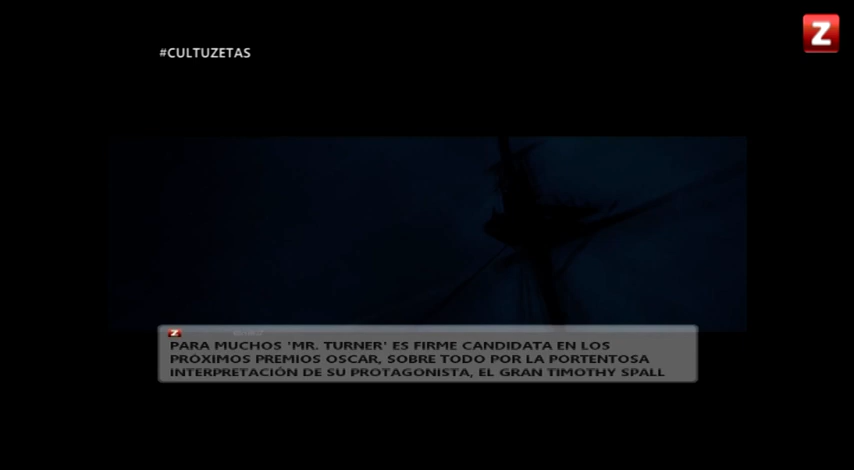 #CULTUZETAS
Z
Z
PARA MUCHOS 'MR. TURNER' ES FIRME CANDIDATA EN LOS
PRÓXIMOS PREMIOS OSCAR, SOBRE TODO POR LA PORTENTOSA
INTERPRETACIÓN DE SU PROTAGONISTA, EL GRAN TIMOTHY SPALL